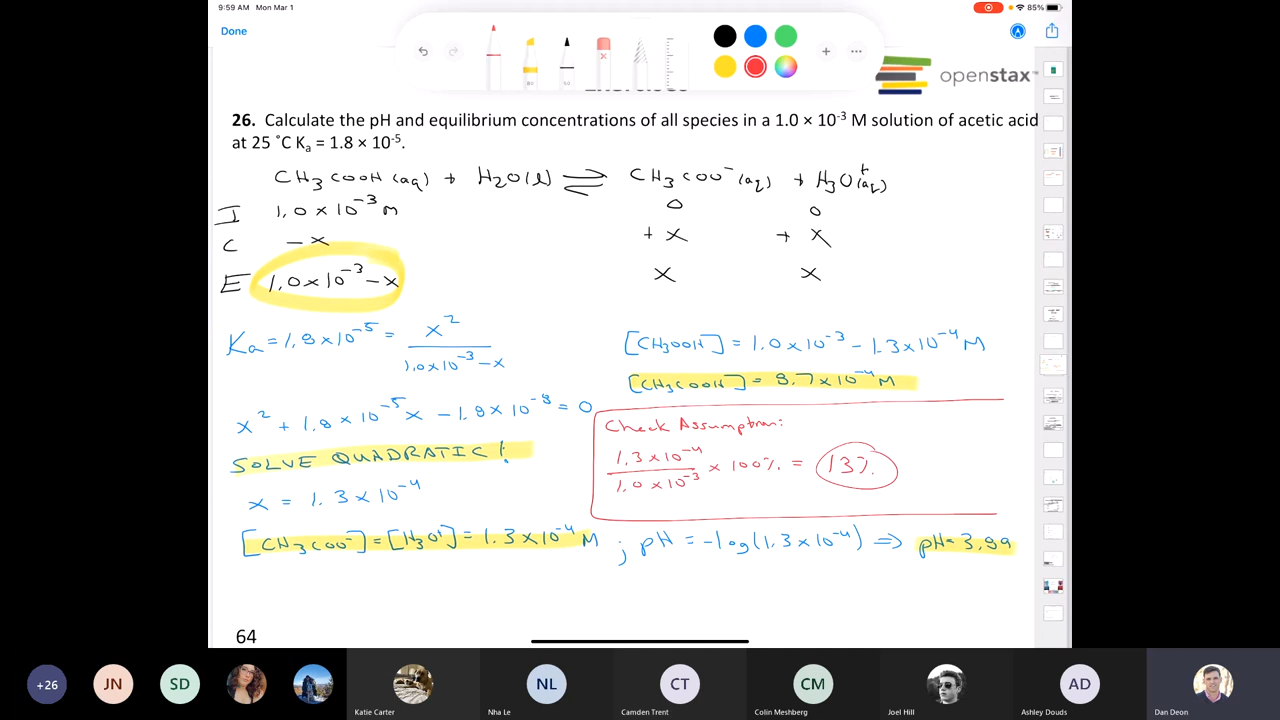 9:59 AM Mon Mar 1
85%
Done
openstax™
26. Calculate the pH and equilibrium concentrations of all species in a 1.0 × 10⁻³ M solution of acetic acid
at 25 ˚C Kₐ = 1.8 × 10⁻⁵.
CH₃COOH (aq) + H₂O(l) ⇌ CH₃COO⁻(aq) + H₃O⁺(aq)
I 1.0 x 10⁻³ M 0 0
C - x + x + x
E 1.0 x 10⁻³ - x x x
Ka = 1.8 x 10⁻⁵ = x² / 1.0 x 10⁻³ - x
[CH₃OOH] = 1.0 x 10⁻³ - 1.3 x 10⁻⁴ M
[CH₃COOH] = 8.7 x 10⁻⁴ M
x² + 1.8 x 10⁻⁵ x - 1.8 x 10⁻⁸ = 0
Check Assumption:
SOLVE QUADRATIC!
1.3 x 10⁻⁴ / 1.0 x 10⁻³ x 100% = 13%
x = 1.3 x 10⁻⁴
[CH₃COO⁻] = [H₃O⁺] = 1.3 x 10⁻⁴ M ; pH = -log(1.3 x 10⁻⁴) ⇒ pH = 3.89
64
+26 JN SD NL CT CM AD
Katie Carter Nha Le Camden Trent Colin Meshberg Joel Hill Ashley Douds Dan Deon